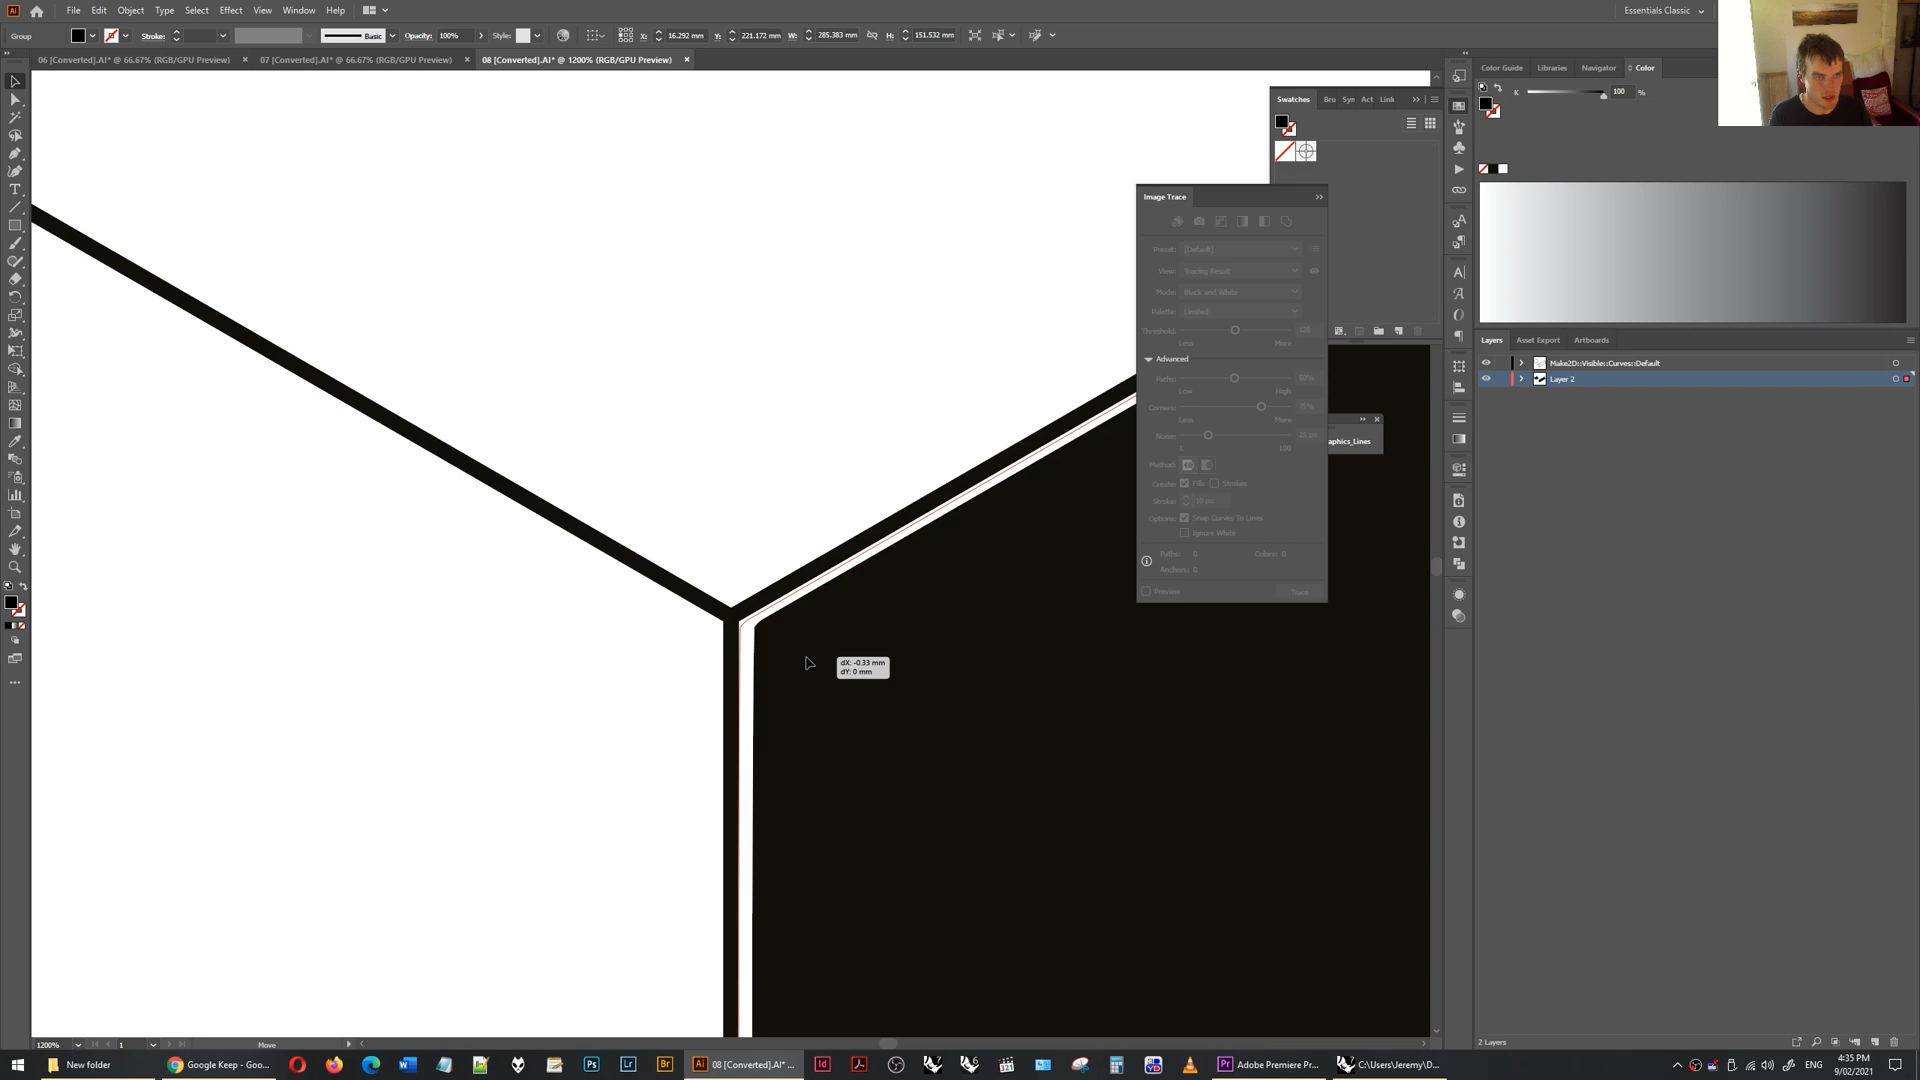 Ai File Edit Object Type Select Effect View Window Help Essentials Classic
Group Stroke: Basic Opacity: 100% Style: X: 16.292 mm Y: 221.172 mm W: 285.383 mm H: 151.532 mm
06 [Converted].AI* @ 66.67% (RGB/GPU Preview) × 07 [Converted].AI* @ 66.67% (RGB/GPU Preview) × 08 [Converted].AI* @ 1200% (RGB/GPU Preview) ×
Color Guide Libraries Navigator Color
K 100 %
Swatches Bru Sy Act Link
Image Trace
Preset: [Default]
View: Tracing Result
Mode: Black and White
Palette: Limited
Threshold: 128
Less More
Advanced
Paths: 50%
Low High
Corners: 75%
Less More
Noise: 25 px
1 100
Method:
Create: Fills Strokes
Stroke: 10 px
Options: Snap Curves To Lines
Ignore White
Paths: 0 Colors: 0
Anchors: 0
Preview Trace
aphics_Lines
Layers Asset Export Artboards
Make2D::Visible::Curves::Default
Layer 2
dX: -0.33 mm
dY: 0 mm
1200% 1 Move
2 Layers
New folder Google Keep - Goo... Ai 08 [Converted].AI* ... Adobe Premiere Pr... C:\Users\Jeremy\D...
ENG 4:35 PM
9/02/2021